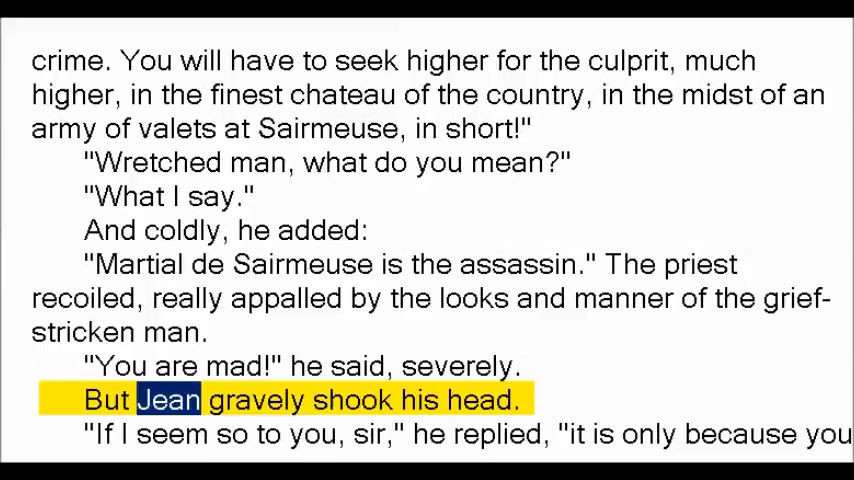 crime. You will have to seek higher for the culprit, much
higher, in the finest chateau of the country, in the midst of an
army of valets at Sairmeuse, in short!"
"Wretched man, what do you mean?"
"What I say."
And coldly, he added:
"Martial de Sairmeuse is the assassin." The priest
recoiled, really appalled by the looks and manner of the grief-
stricken man.
"You are mad!" he said, severely.
But Jean gravely shook his head.
"If I seem so to you, sir," he replied, "it is only because you